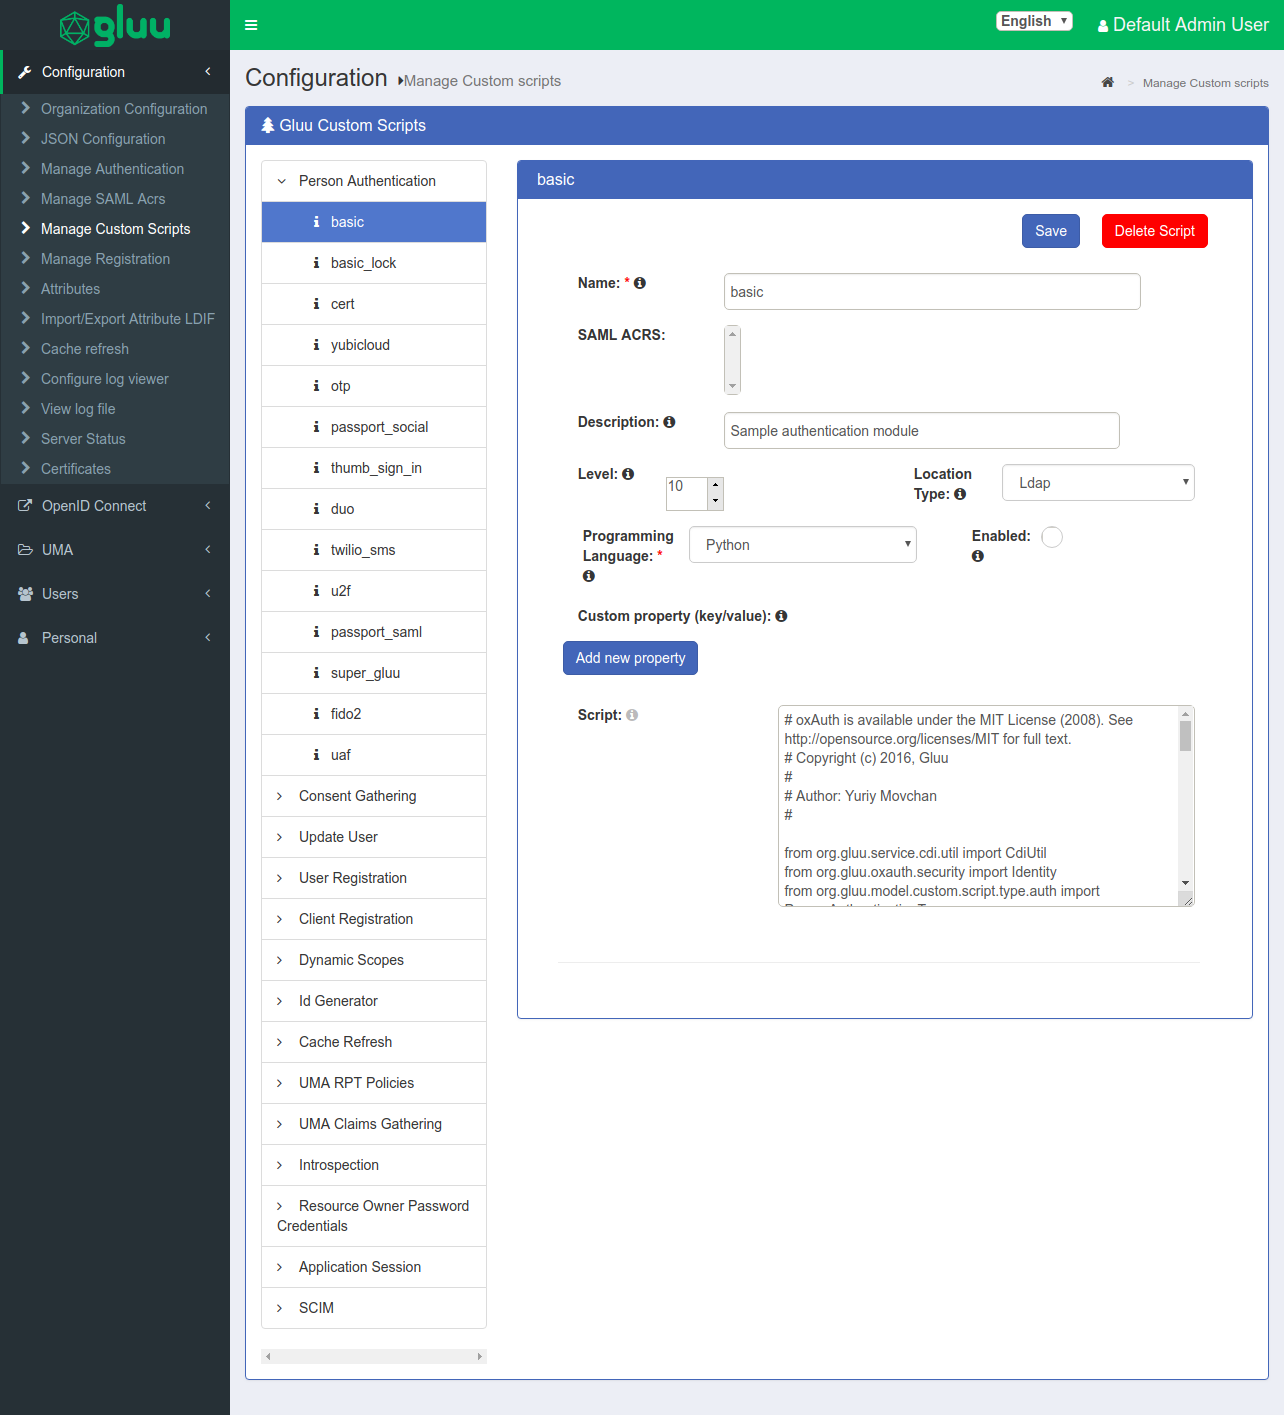 gluu
English
Default Admin User
Configuration
Organization Configuration
JSON Configuration
Manage Authentication
Manage SAML Acrs
Manage Custom Scripts
Manage Registration
Attributes
Import/Export Attribute LDIF
Cache refresh
Configure log viewer
View log file
Server Status
Certificates
OpenID Connect
UMA
Users
Personal
Configuration Manage Custom scripts
> Manage Custom scripts
Gluu Custom Scripts
Person Authentication
basic
basic_lock
cert
yubicloud
otp
passport_social
thumb_sign_in
duo
twilio_sms
u2f
passport_saml
super_gluu
fido2
uaf
Consent Gathering
Update User
User Registration
Client Registration
Dynamic Scopes
Id Generator
Cache Refresh
UMA RPT Policies
UMA Claims Gathering
Introspection
Resource Owner Password
Credentials
Application Session
SCIM
basic
Save
Delete Script
Name: *
basic
SAML ACRS:
Description:
Sample authentication module
Level:
10
Location
Type:
Ldap
Programming
Language: *
Python
Enabled:
Custom property (key/value):
Add new property
Script:
# oxAuth is available under the MIT License (2008). See
http://opensource.org/licenses/MIT for full text.
# Copyright (c) 2016, Gluu
#
# Author: Yuriy Movchan
#
from org.gluu.service.cdi.util import CdiUtil
from org.gluu.oxauth.security import Identity
from org.gluu.model.custom.script.type.auth import